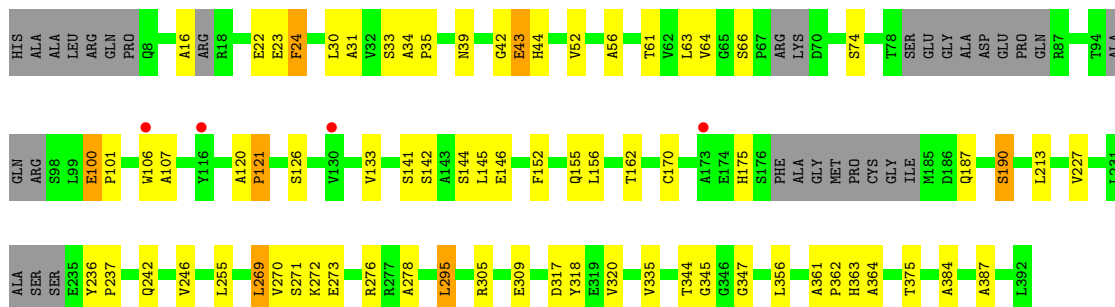 HIS ALA ALA LEU ARG GLN PRO Q8 A16 ARG R18 E22 E23 F24 L30 A31 V32 S33 A34 P35 N39 G42 E43 H44 V52 A56 T61 V62 L63 V64 G65 S66 P67 ARG LYS D70 S74 T78 SER GLU GLY ALA ASP GLU PRO GLN R87 T94 ALA
GLN ARG S98 L99 E100 P101 W106 A107 Y116 A120 P121 S126 V130 V133 S141 S142 A143 S144 L145 E146 F152 Q155 L156 T162 C170 A173 E174 H175 S176 PHE ALA GLY MET PRO CYS GLY ILE M185 D186 Q187 S190 L213 V227 L231
ALA SER SER E235 Y236 P237 Q242 V246 L255 L269 V270 S271 K272 E273 R276 R277 A278 L295 R305 E309 D317 Y318 E319 V320 V335 T344 G345 G346 G347 L356 A361 P362 H363 A364 T375 A384 A387 L392